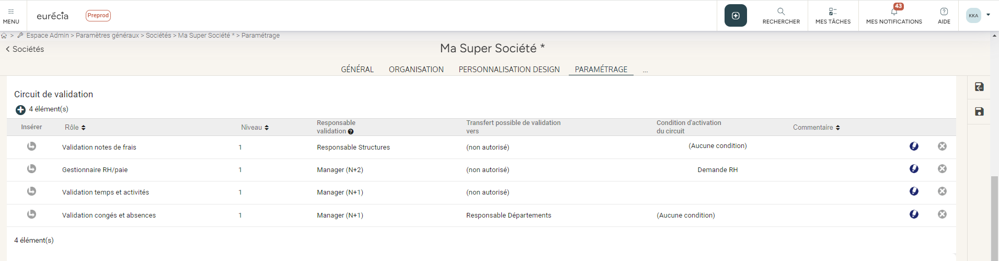 MENU
eurécia
Preprod
RECHERCHER
MES TÂCHES
43
MES NOTIFICATIONS
AIDE
KKA
> Espace Admin > Paramètres généraux > Sociétés > Ma Super Société * > Paramétrage
Sociétés
Ma Super Société *
GÉNÉRAL ORGANISATION PERSONNALISATION DESIGN PARAMÉTRAGE ...
Circuit de validation
4 élément(s)
Insérer Rôle Niveau Responsable validation ? Transfert possible de validation vers Condition d'activation du circuit Commentaire
Validation notes de frais 1 Responsable Structures (non autorisé) (Aucune condition)
Gestionnaire RH/paie 1 Manager (N+2) (non autorisé) Demande RH
Validation temps et activités 1 Manager (N+1) (non autorisé)
Validation congés et absences 1 Manager (N+1) Responsable Départements (Aucune condition)
4 élément(s)